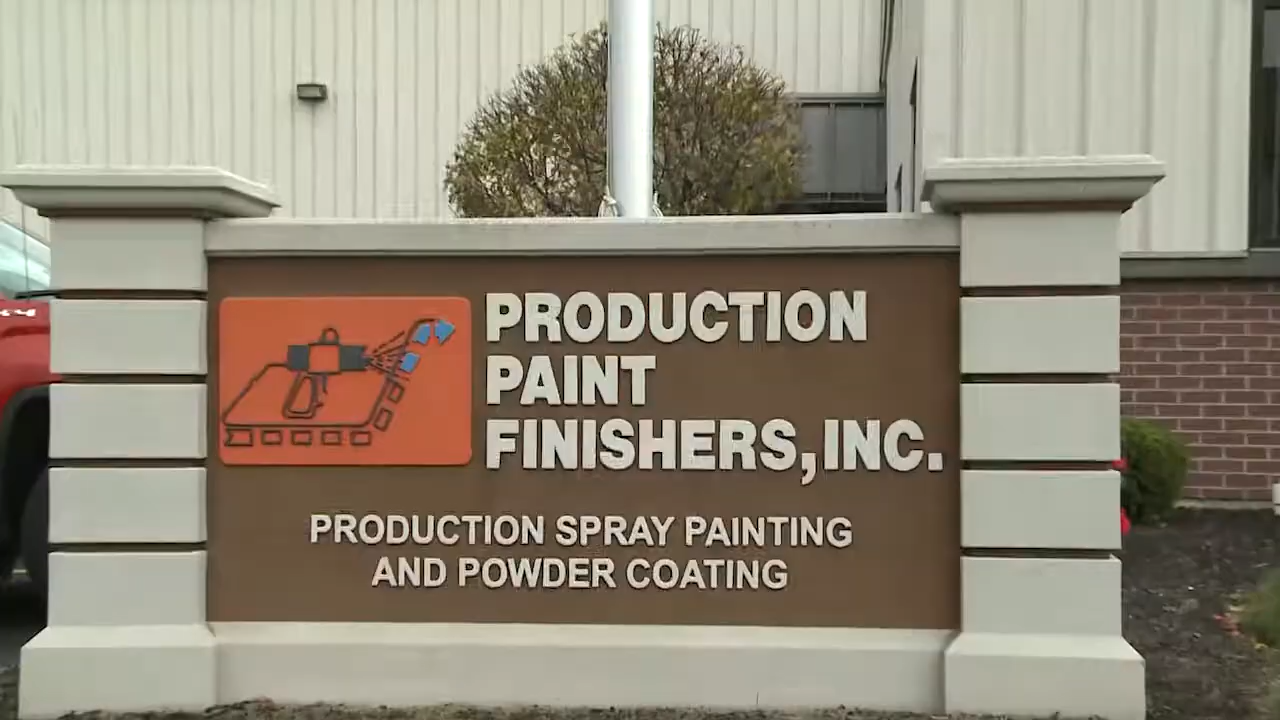 PRODUCTION
PAINT
FINISHERS, INC.
PRODUCTION SPRAY PAINTING
AND POWDER COATING